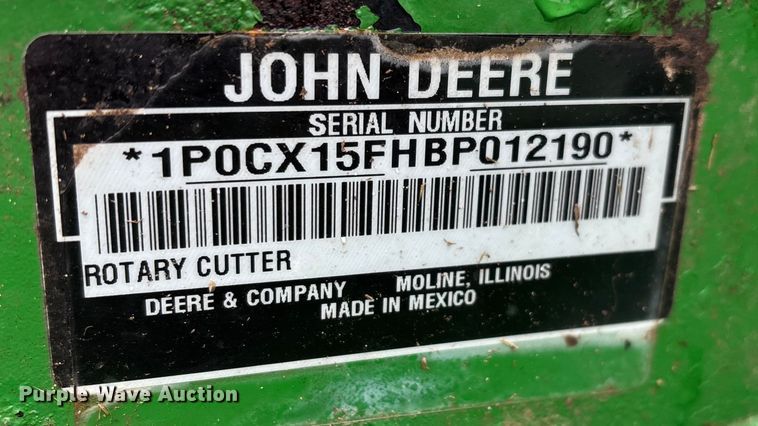 JOHN DEERE
SERIAL NUMBER
*1P0CX15FHBP012190*
ROTARY CUTTER
DEERE & COMPANY MOLINE, ILLINOIS
MADE IN MEXICO
Purple Wave Auction